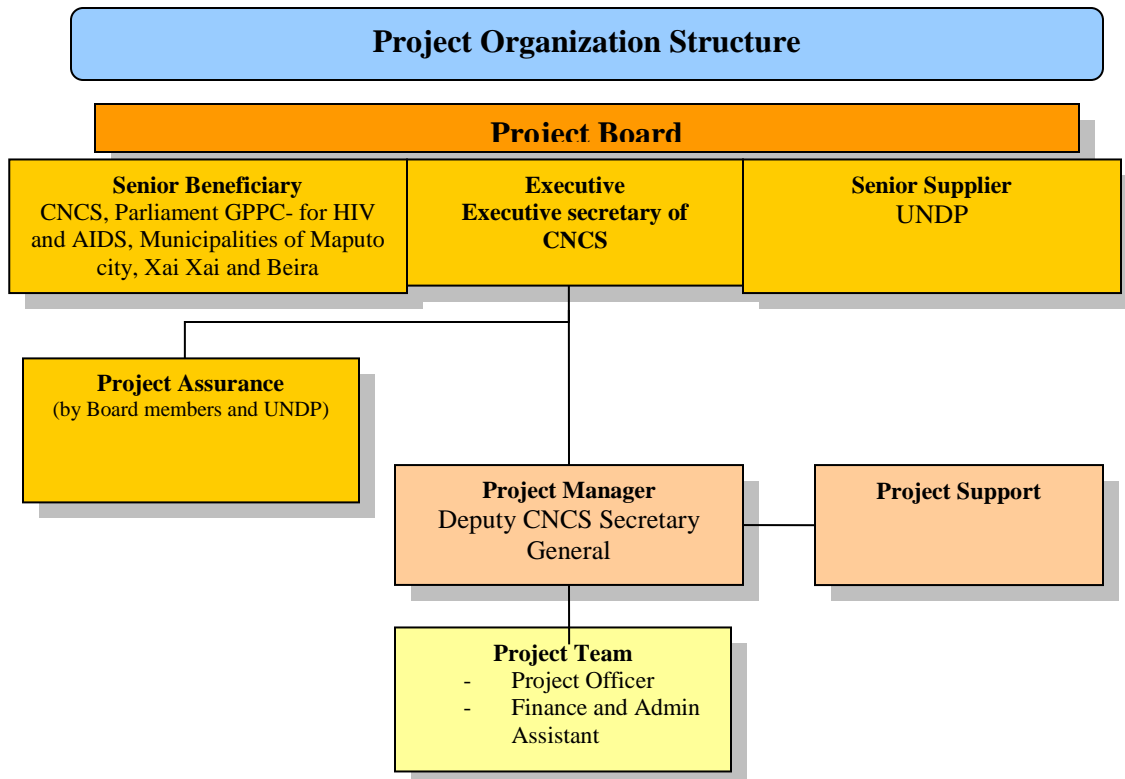 Project Organization Structure
Project Board
Senior Beneficiary
CNCS, Parliament GPPC- for HIV
and AIDS, Municipalities of Maputo
city, Xai Xai and Beira
Executive
Executive secretary of
CNCS
Senior Supplier
UNDP
Project Assurance
(by Board members and UNDP)
Project Manager
Deputy CNCS Secretary
General
Project Support
Project Team
- Project Officer
- Finance and Admin
Assistant